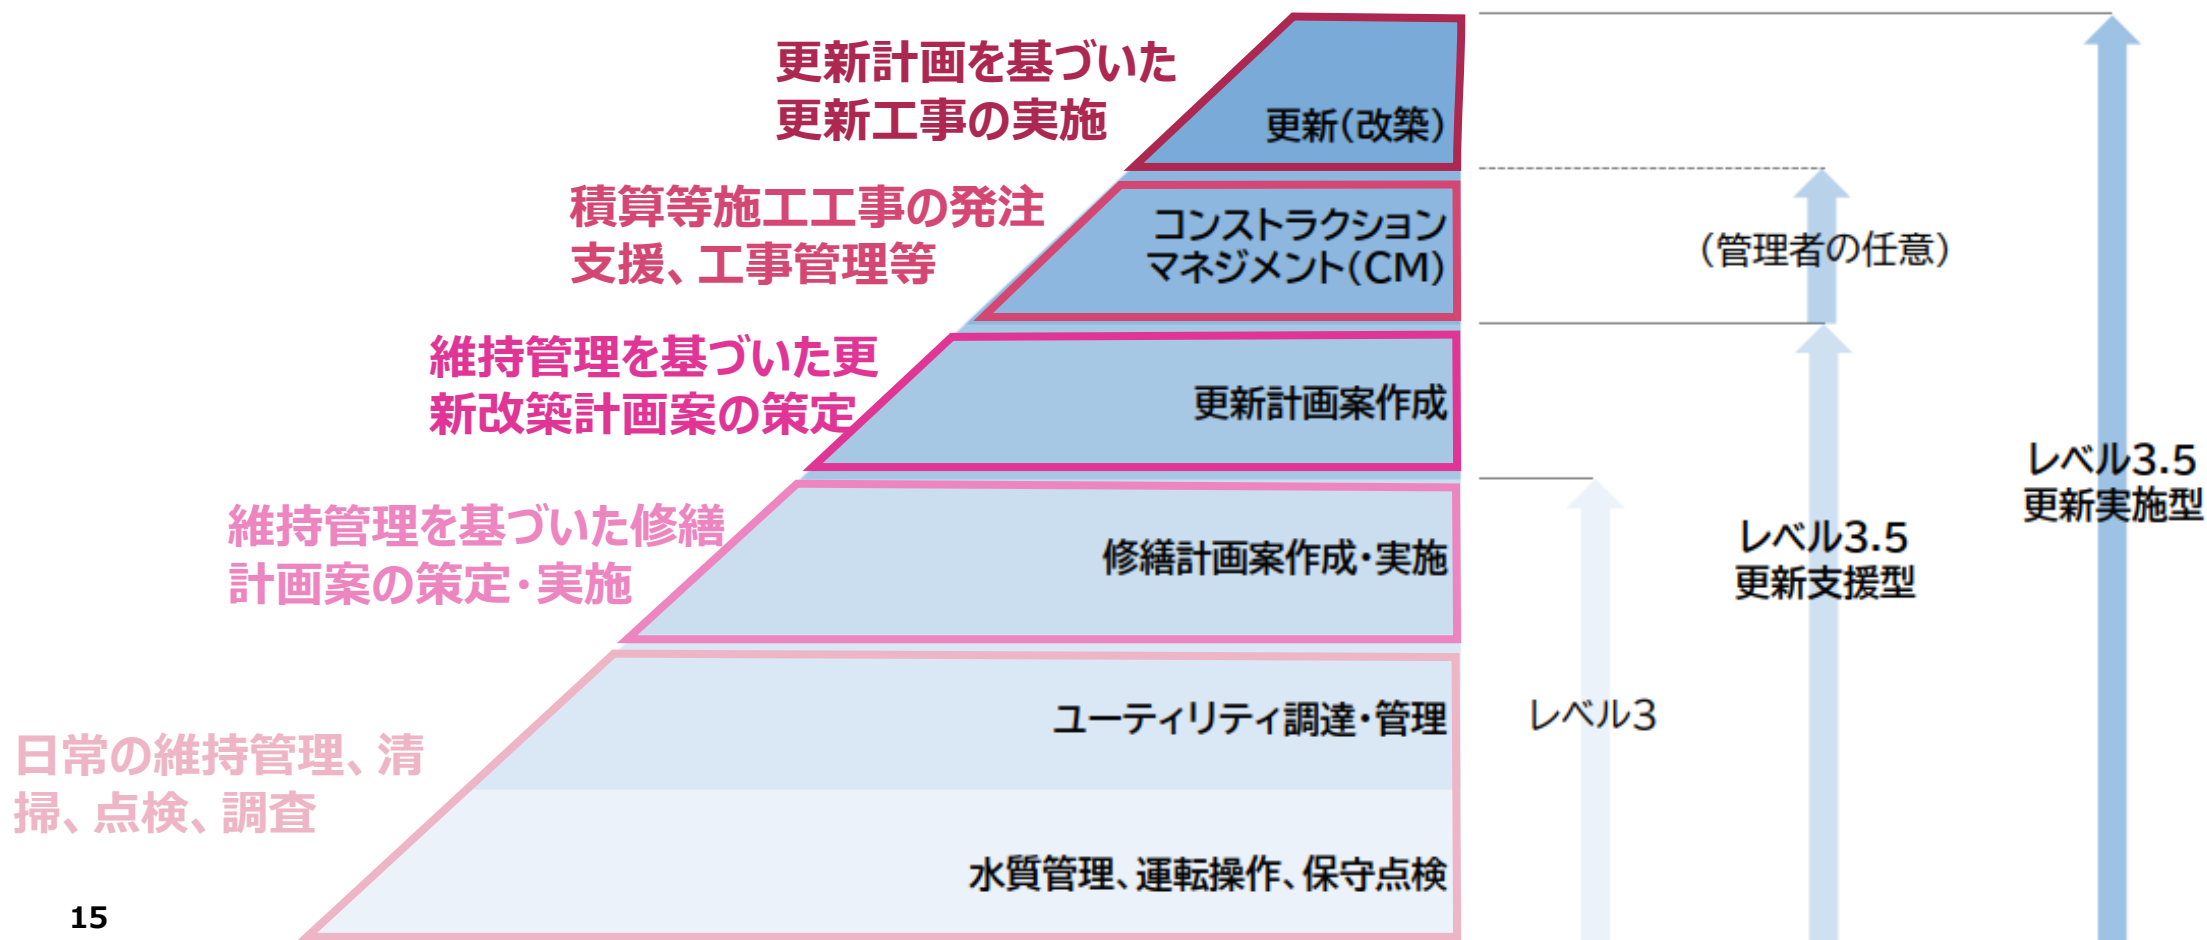 更新計画を基づいた
更新工事の実施
更新(改築)
積算等施工工事の発注
支援、工事管理等
コンストラクション
マネジメント(CM)
(管理者の任意)
維持管理を基づいた更
新改築計画案の策定
更新計画案作成
維持管理を基づいた修繕
計画案の策定・実施
修繕計画案作成・実施
日常の維持管理、清
掃、点検、調査
ユーティリティ調達・管理
水質管理、運転操作、保守点検
レベル3
レベル3.5
更新支援型
レベル3.5
更新実施型
15